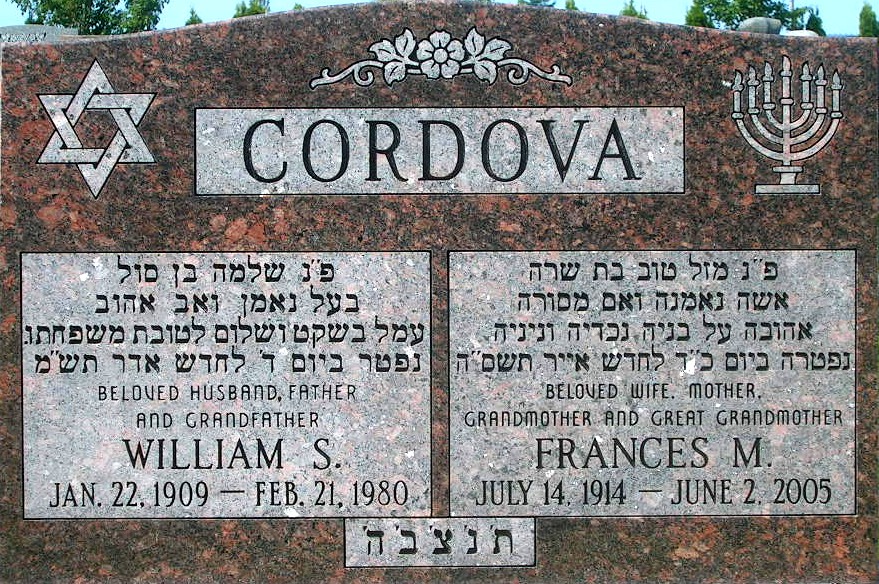 CORDOVA
פ״נ שלמה בן סול
בעל נאמן ואב אהוב
עמל בשקט ושלום לטובת משפחתו
נפטר ביום ד׳ לחדש אדר תש״מ
BELOVED HUSBAND, FATHER
AND GRANDFATHER
WILLIAM S.
JAN. 22, 1909 — FEB. 21, 1980
פ״נ מזל טוב בת שרה
אשה נאמנה ואם מסורה
אהובה על בניה נכדיה וניניה
נפטרה ביום כ״ד לחדש אייר תשס״ה
BELOVED WIFE, MOTHER,
GRANDMOTHER AND GREAT GRANDMOTHER
FRANCES M.
JULY 14, 1914 — JUNE 2, 2005
ת׳נ׳צ׳ב׳ה׳